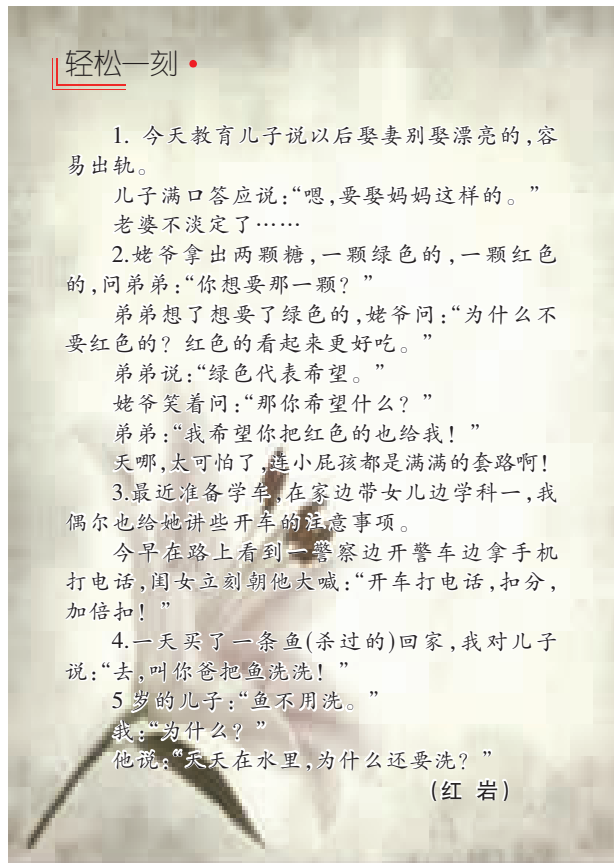 轻松一刻
1. 今天教育儿子说以后娶妻别娶漂亮的,容
易出轨。
儿子满口答应说:“嗯,要娶妈妈这样的。”
老婆不淡定了……
2.姥爷拿出两颗糖,一颗绿色的,一颗红色
的,问弟弟:“你想要那一颗?”
弟弟想了想要了绿色的,姥爷问:“为什么不
要红色的?红色的看起来更好吃。”
弟弟说:“绿色代表希望。”
姥爷笑着问:“那你希望什么?”
弟弟:“我希望你把红色的也给我!”
天哪,太可怕了,连小屁孩都是满满的套路啊!
3.最近准备学车,在家边带女儿边学科一,我
偶尔也给她讲些开车的注意事项。
今早在路上看到一警察边开警车边拿手机
打电话,闺女立刻朝他大喊:“开车打电话,扣分,
加倍扣!”
4.一天买了一条鱼(杀过的)回家,我对儿子
说:“去,叫你爸把鱼洗洗!”
5岁的儿子:“鱼不用洗。”
我:“为什么?”
他说:“天天在水里,为什么还要洗?”
(红 岩)